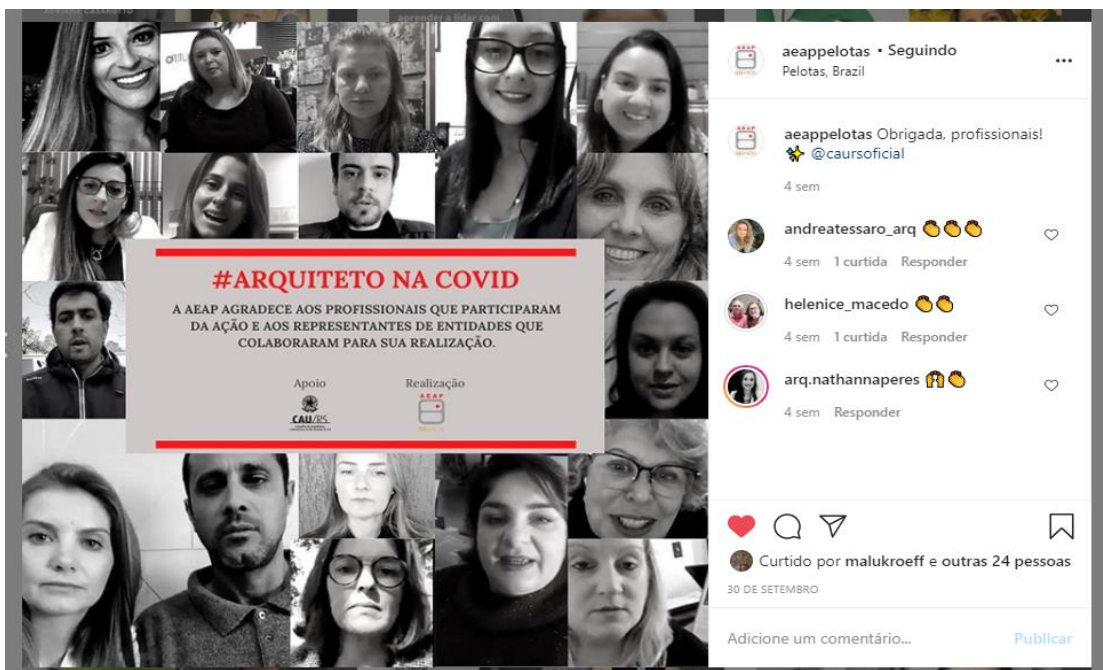 aprender a lidar com
#ARQUITETO NA COVID
A AEAP AGRADECE AOS PROFISSIONAIS QUE PARTICIPARAM
DA AÇÃO E AOS REPRESENTANTES DE ENTIDADES QUE
COLABORARAM PARA SUA REALIZAÇÃO.
Apoio
Realização
CAU/RS
AEAP
aeappelotas • Seguindo
Pelotas, Brazil
aeappelotas Obrigada, profissionais!
✨ @caursoficial
4 sem
andreatessaro_arq 👏👏👏
4 sem 1 curtida Responder
helenice_macedo 👏👏
4 sem 1 curtida Responder
arq.nathannaperes 🙌👏
4 sem Responder
Curtido por malukroeff e outras 24 pessoas
30 DE SETEMBRO
Adicione um comentário... Publicar